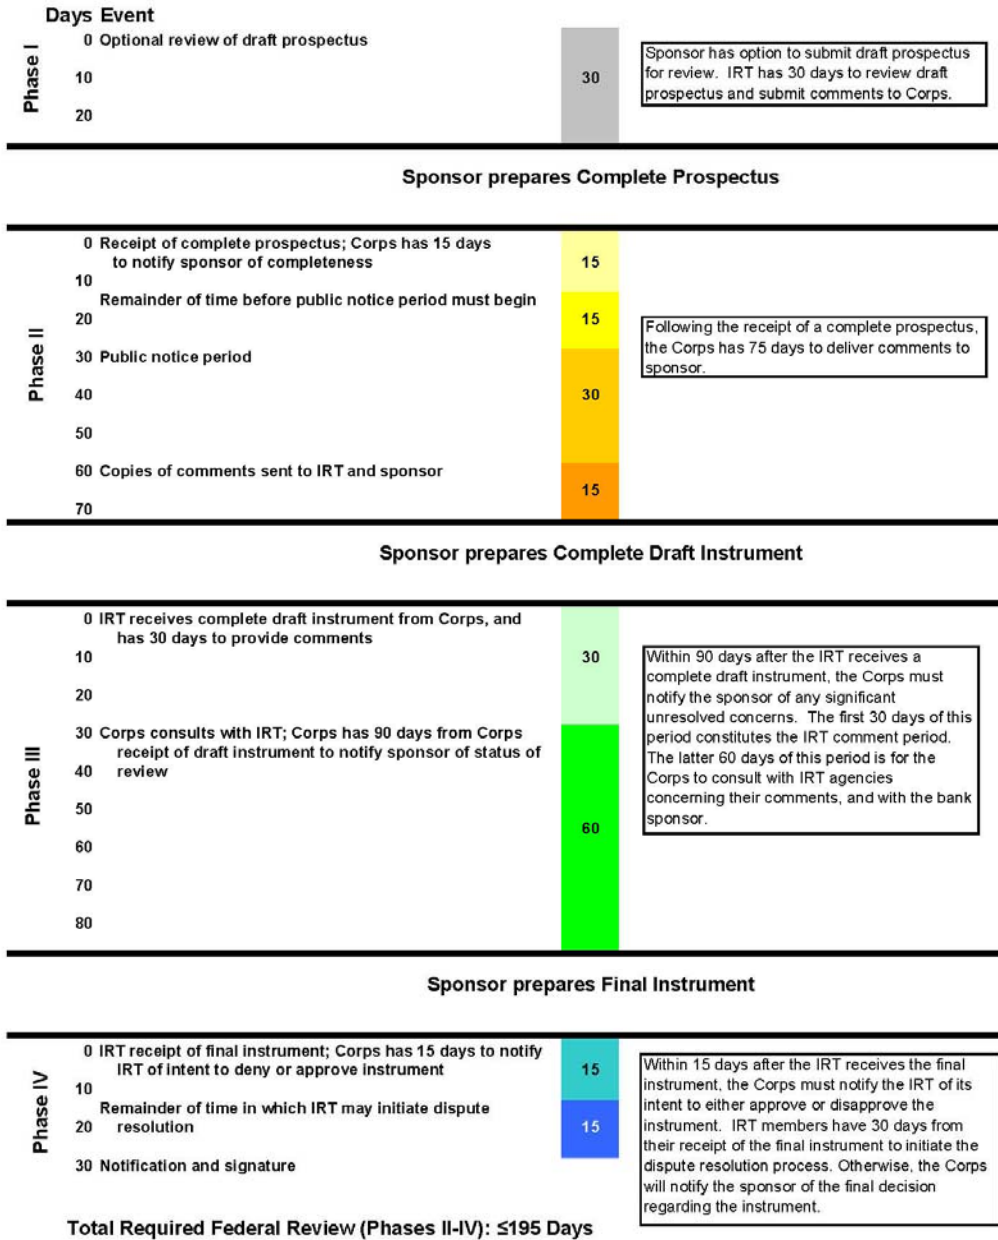 Days Event
Phase I
0 Optional review of draft prospectus
10
20
30
Sponsor has option to submit draft prospectus
for review. IRT has 30 days to review draft
prospectus and submit comments to Corps.
Sponsor prepares Complete Prospectus
Phase II
0 Receipt of complete prospectus; Corps has 15 days
to notify sponsor of completeness
10
Remainder of time before public notice period must begin
20
30 Public notice period
40
50
60 Copies of comments sent to IRT and sponsor
70
15
15
30
15
Following the receipt of a complete prospectus,
the Corps has 75 days to deliver comments to
sponsor.
Sponsor prepares Complete Draft Instrument
Phase III
0 IRT receives complete draft instrument from Corps, and
has 30 days to provide comments
10
20
30 Corps consults with IRT; Corps has 90 days from Corps
receipt of draft instrument to notify sponsor of status of
40
review
50
60
70
80
30
60
Within 90 days after the IRT receives a
complete draft instrument, the Corps must
notify the sponsor of any significant
unresolved concerns. The first 30 days of this
period constitutes the IRT comment period.
The latter 60 days of this period is for the
Corps to consult with IRT agencies
concerning their comments, and with the bank
sponsor.
Sponsor prepares Final Instrument
Phase IV
0 IRT receipt of final instrument; Corps has 15 days to notify
IRT of intent to deny or approve instrument
10
Remainder of time in which IRT may initiate dispute
20
resolution
30 Notification and signature
15
15
Within 15 days after the IRT receives the final
instrument, the Corps must notify the IRT of its
intent to either approve or disapprove the
instrument. IRT members have 30 days from
their receipt of the final instrument to initiate the
dispute resolution process. Otherwise, the Corps
will notify the sponsor of the final decision
regarding the instrument.
Total Required Federal Review (Phases II-IV): ≤195 Days